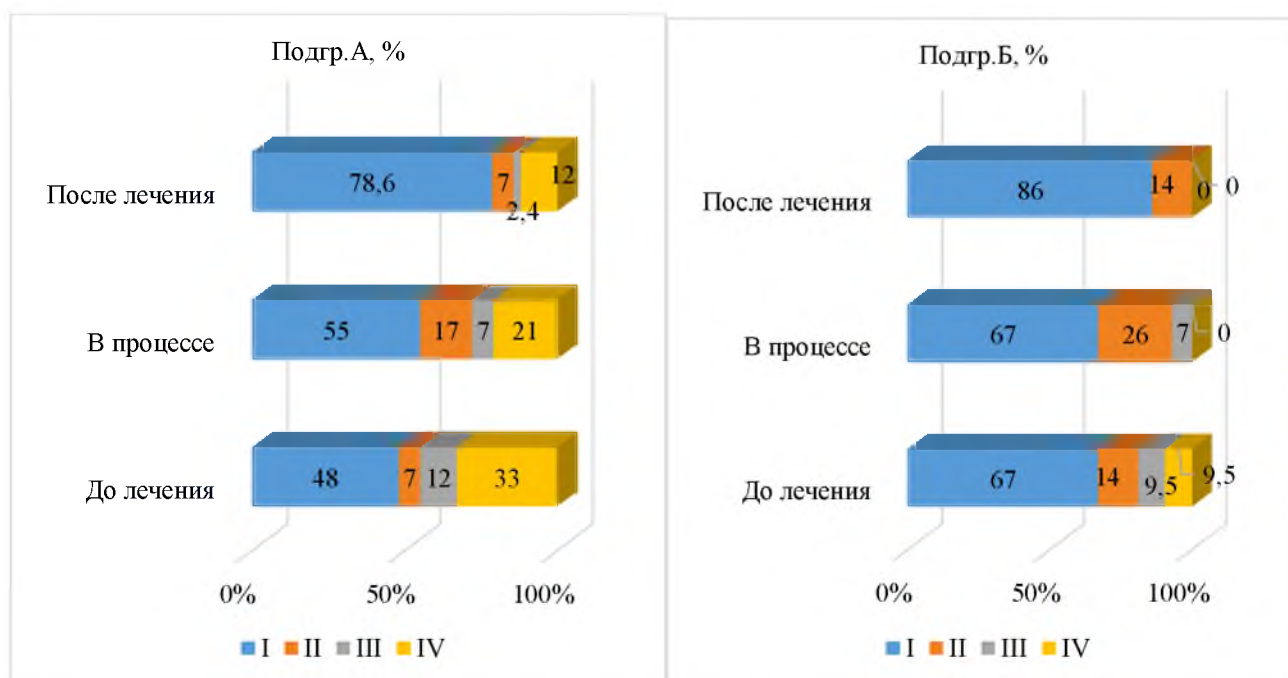 Подгр.А, %
После лечения
78,6
7
2,4
12
В процессе
55
17
7
21
До лечения
48
7
12
33
0%
50%
100%
I
II
III
IV
Подгр.Б, %
После лечения
86
14
0
0
В процессе
67
26
7
0
До лечения
67
14
9,5
9,5
0%
50%
100%
I
II
III
IV